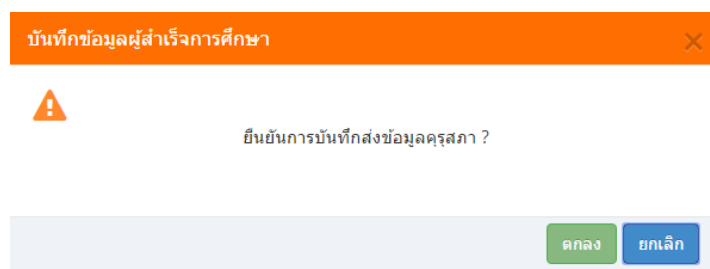 บันทึกข้อมูลผู้สำเร็จการศึกษา
ยืนยันการบันทึกส่งข้อมูลคุรุสภา ?
ตกลง ยกเลิก